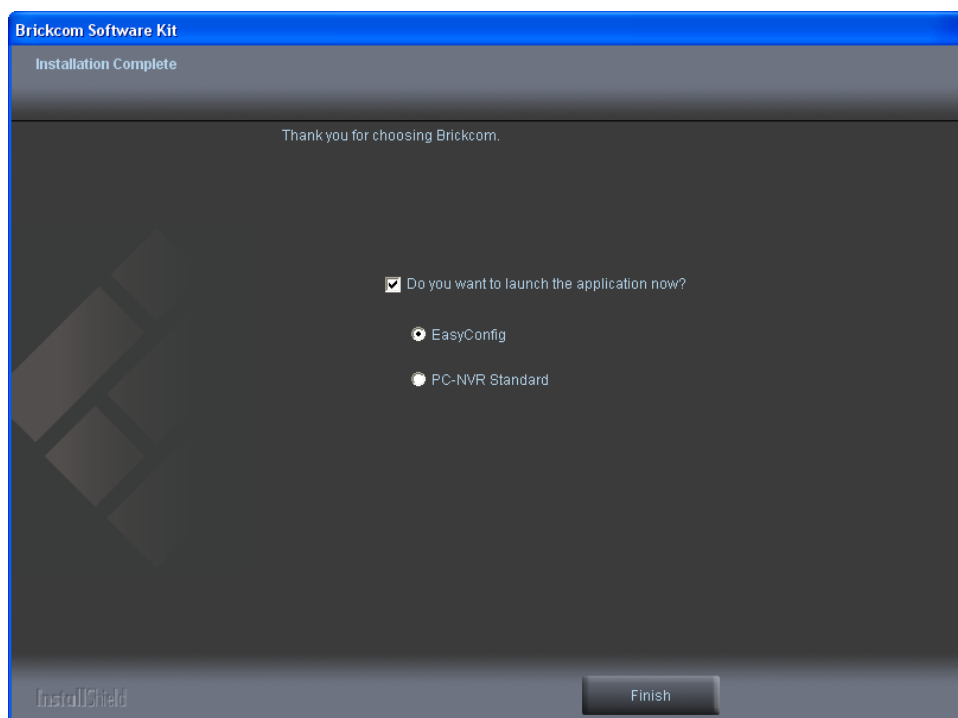 Brickcom Software Kit
Installation Complete
Thank you for choosing Brickcom.
Do you want to launch the application now?
EasyConfig
PC-NVR Standard
InstallShield
Finish